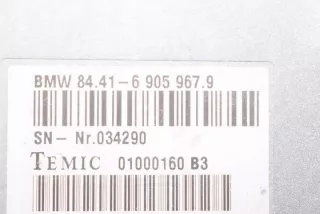 BMW 84.41-6 905 967.9
SN- Nr.034290
TEMIC 01000160 B3